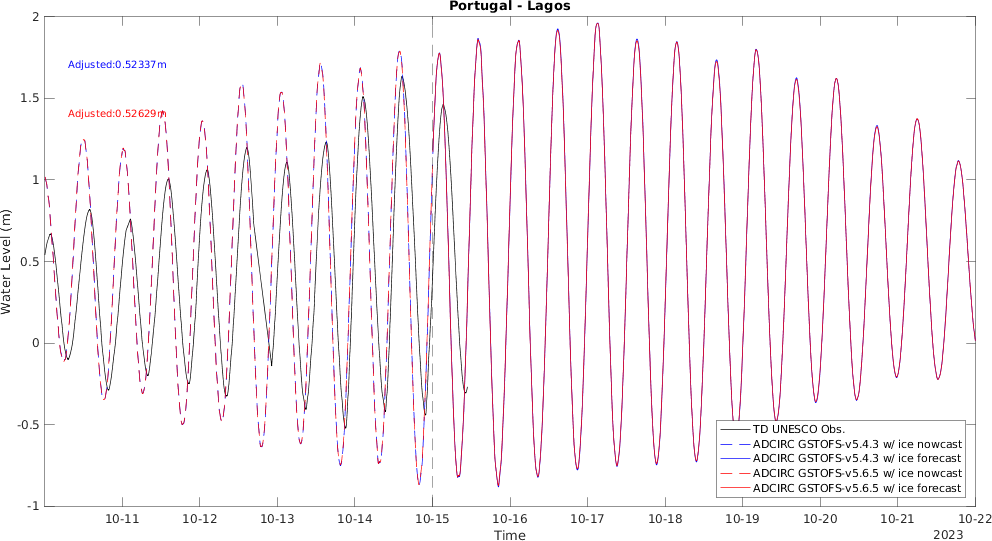 Portugal - Lagos
Adjusted:0.52337m
Adjusted:0.52629m
Water Level (m)
2
1.5
1
0.5
0
-0.5
-1
TD UNESCO Obs.
ADCIRC GSTOFS-v5.4.3 w/ ice nowcast
ADCIRC GSTOFS-v5.4.3 w/ ice forecast
ADCIRC GSTOFS-v5.6.5 w/ ice nowcast
ADCIRC GSTOFS-v5.6.5 w/ ice forecast
10-11 10-12 10-13 10-14 10-15 10-16 10-17 10-18 10-19 10-20 10-21 10-22
Time
2023